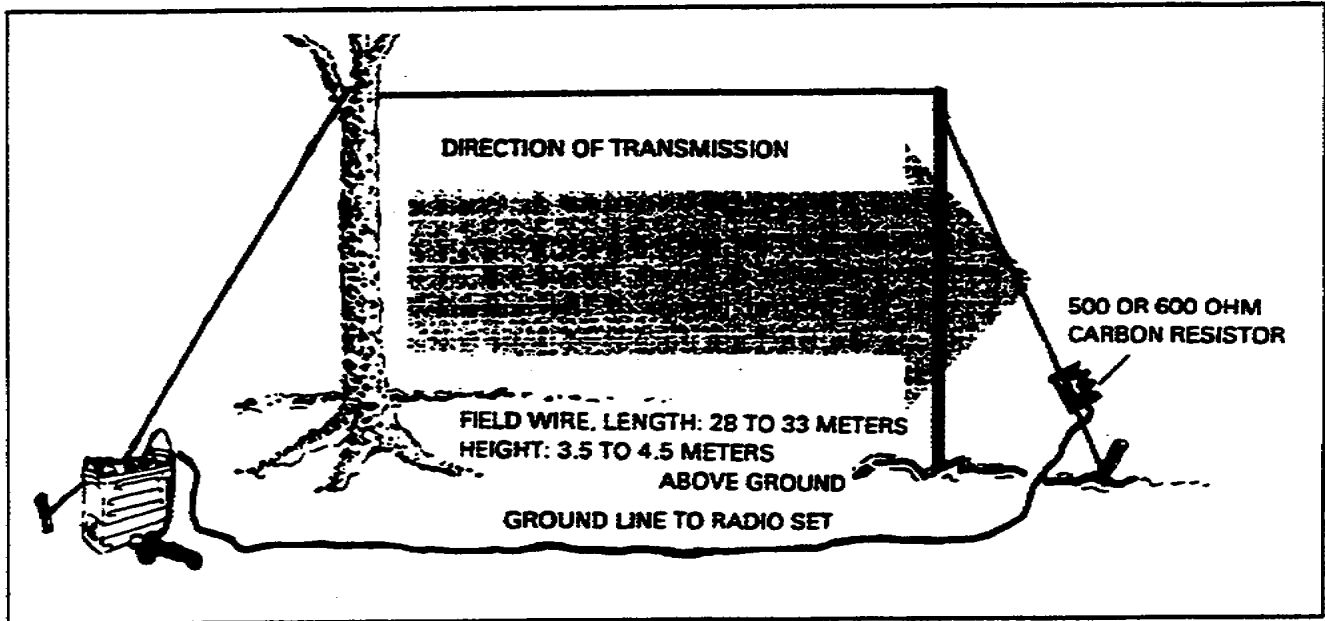 DIRECTION OF TRANSMISSION
500 OR 600 OHM
CARBON RESISTOR
FIELD WIRE, LENGTH: 28 TO 33 METERS
HEIGHT: 3.5 TO 4.5 METERS
ABOVE GROUND
GROUND LINE TO RADIO SET